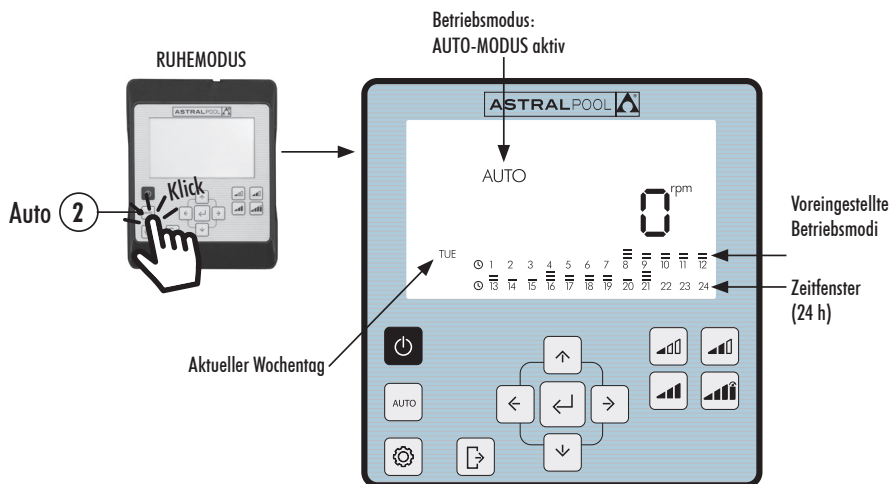 Betriebsmodus:
AUTO-MODUS aktiv
RUHEMODUS
ASTRALPOOL
ASTRALPOOL
AUTO
0 rpm
Klick
Auto 2
Voreingestellte
Betriebsmodi
TUE
1 2 3 4 5 6 7 8 9 10 11 12
13 14 15 16 17 18 19 20 21 22 23 24
Zeitfenster
(24 h)
Aktueller Wochentag
AUTO